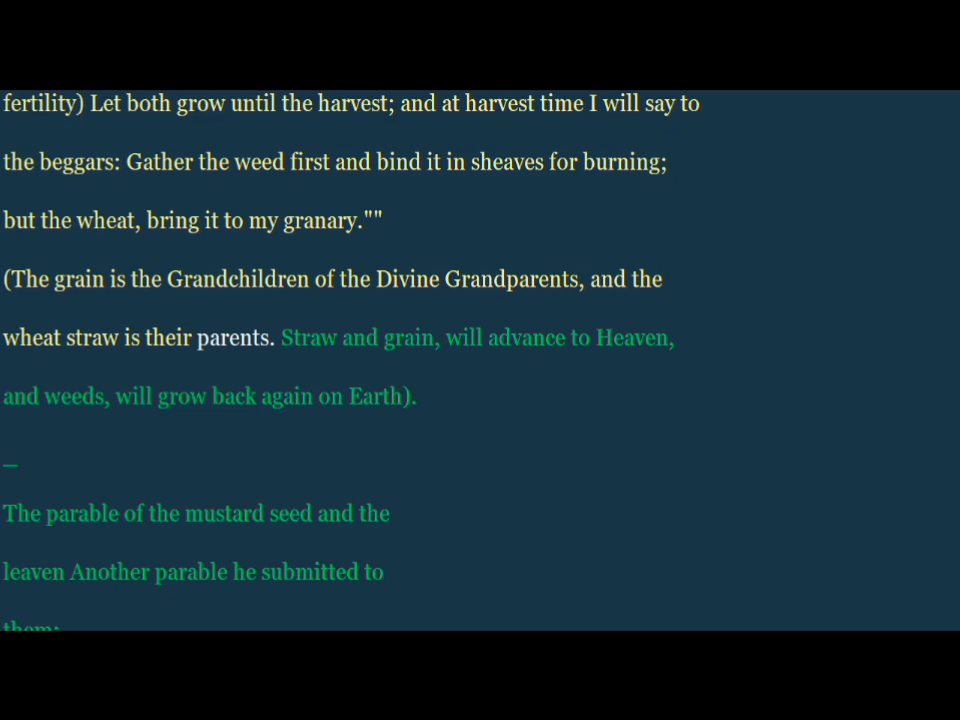 fertility) Let both grow until the harvest; and at harvest time I will say to
the beggars: Gather the weed first and bind it in sheaves for burning;
but the wheat, bring it to my granary.""
(The grain is the Grandchildren of the Divine Grandparents, and the
wheat straw is their parents. Straw and grain, will advance to Heaven,
and weeds, will grow back again on Earth).
_
The parable of the mustard seed and the
leaven Another parable he submitted to
them: